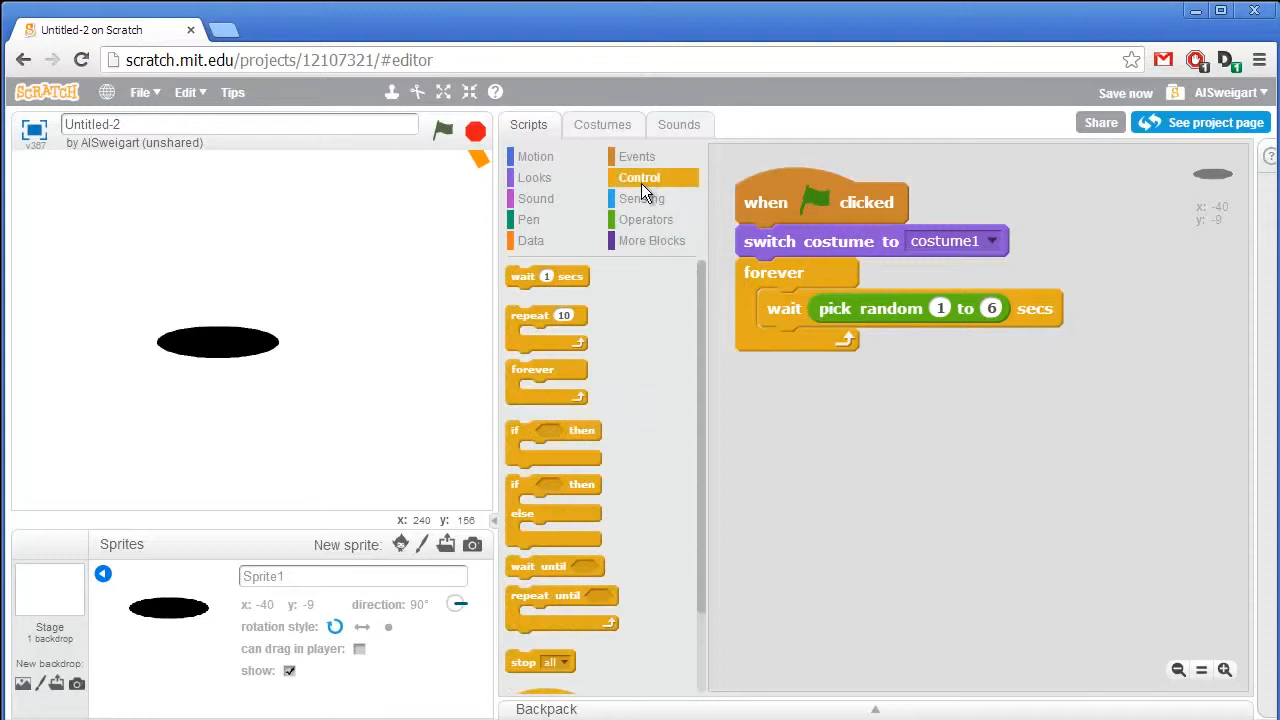 Untitled-2 on Scratch
scratch.mit.edu/projects/12107321/#editor
SCRATCH File Edit Tips Save now AlSweigart
Untitled-2
v387 by AlSweigart (unshared)
Scripts Costumes Sounds Share See project page
Motion Events
Looks Control
Sound Sensing
Pen Operators
Data More Blocks
wait 1 secs
repeat 10
forever
if then
if then
else
wait until
repeat until
stop all
when clicked
switch costume to costume1
forever
wait pick random 1 to 6 secs
x: -40
y: -9
x: 240 y: 156
Sprites New sprite:
Sprite1
x: -40 y: -9 direction: 90°
rotation style:
can drag in player:
show:
Stage
1 backdrop
New backdrop:
Backpack